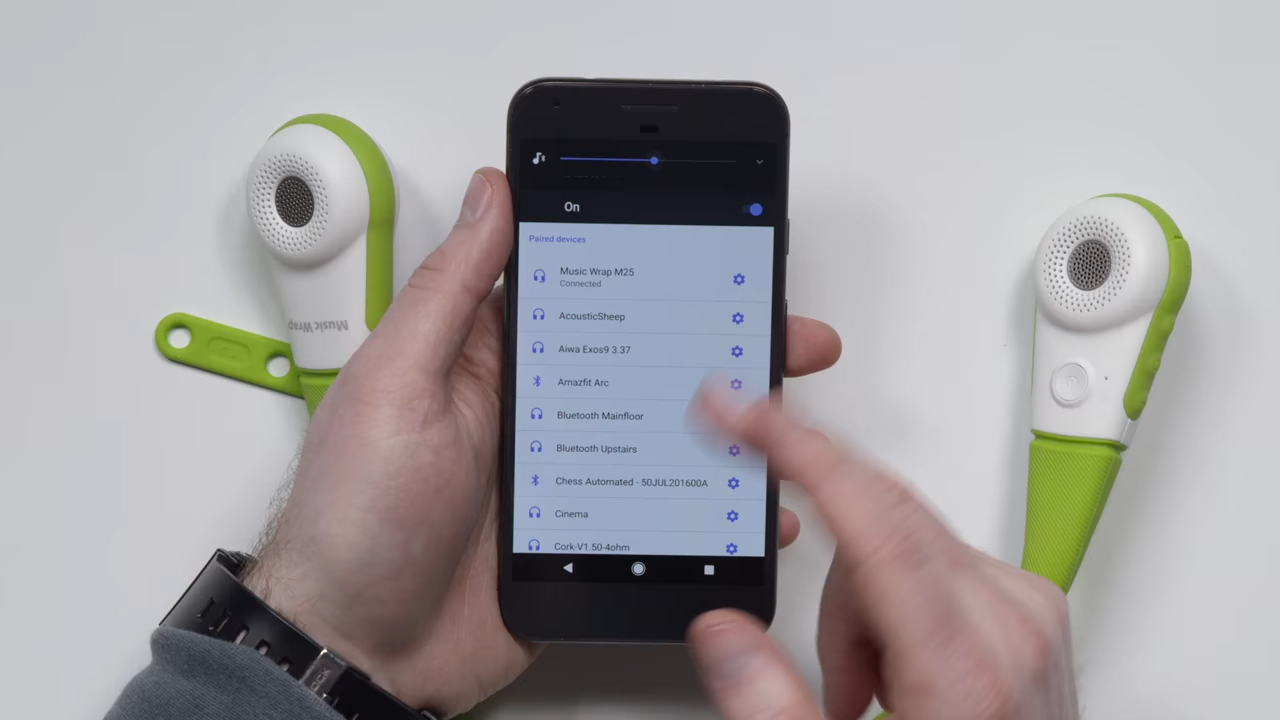 On
Paired devices
Music Wrap M25
Connected
AcousticSheep
Aiwa Exos9 3.37
Amazfit Arc
Bluetooth Mainfloor
Bluetooth Upstairs
Chess Automated - 50JUL201600A
Cinema
Cork-V1.50-4ohm
Music Wrap